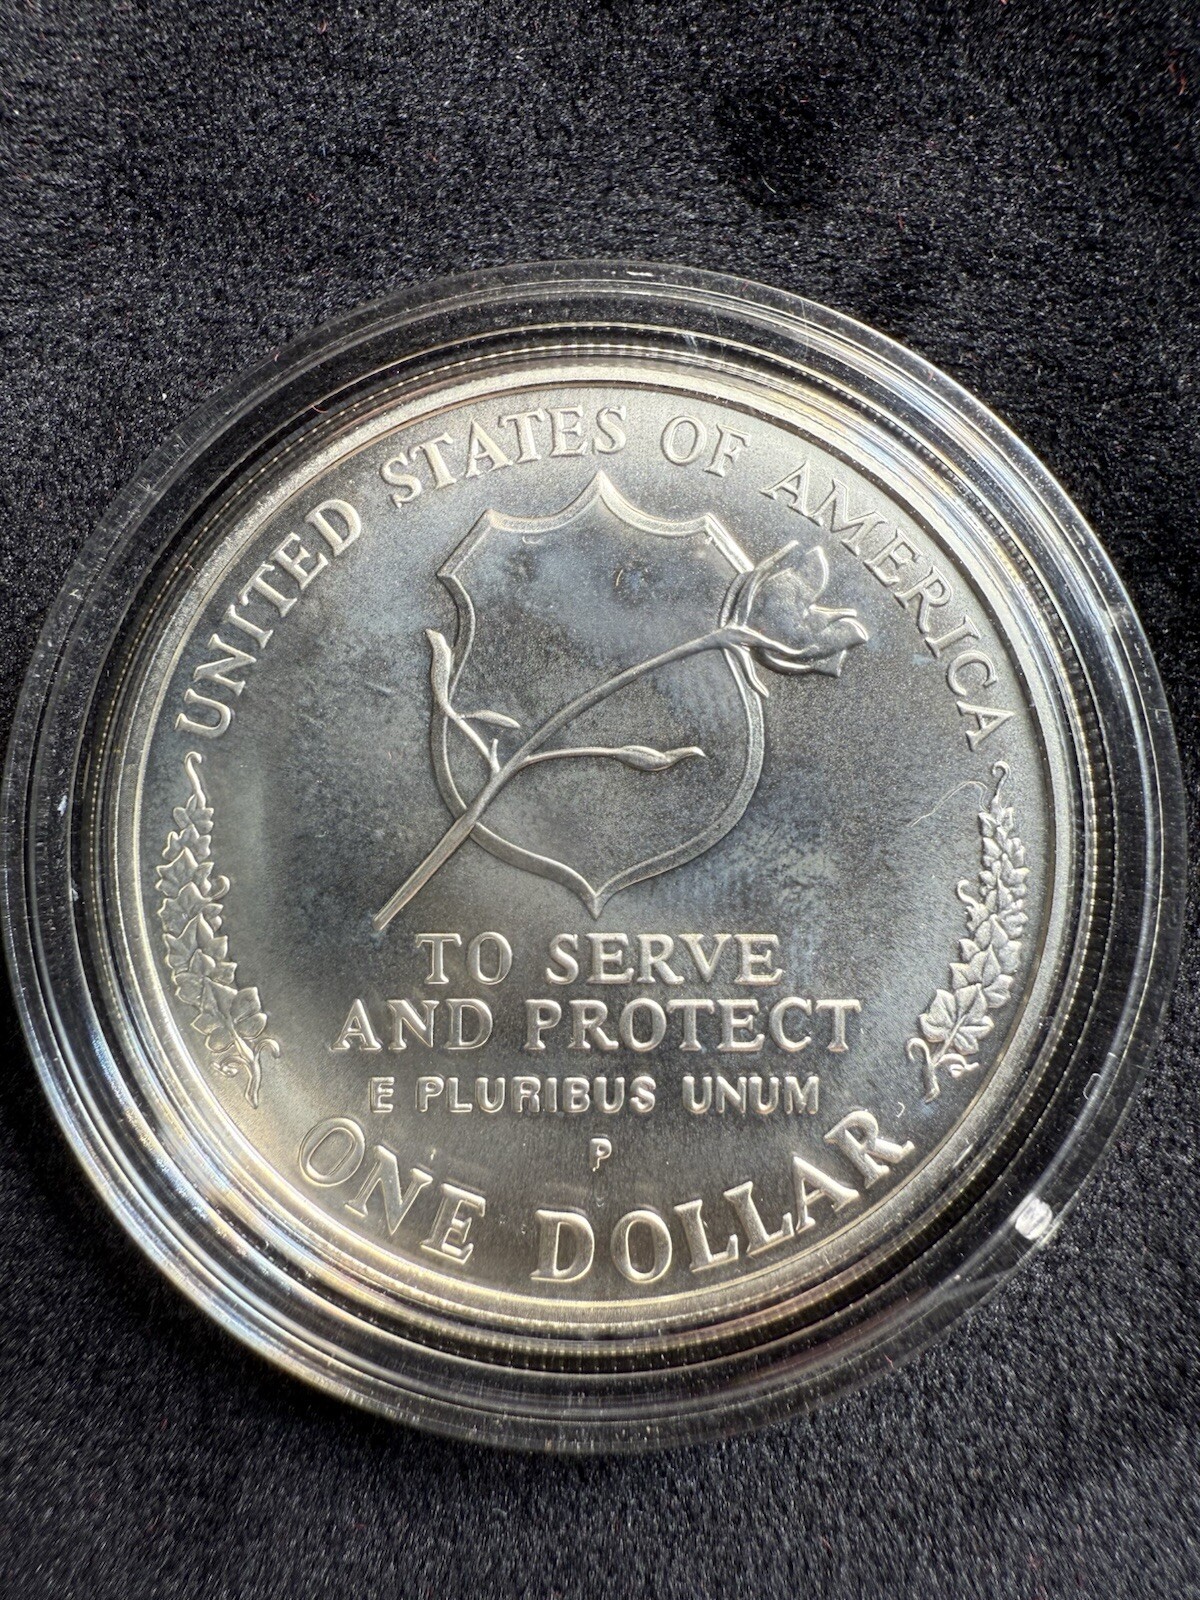 UNITED STATES OF AMERICA
TO SERVE
AND PROTECT
E PLURIBUS UNUM
P
ONE DOLLAR